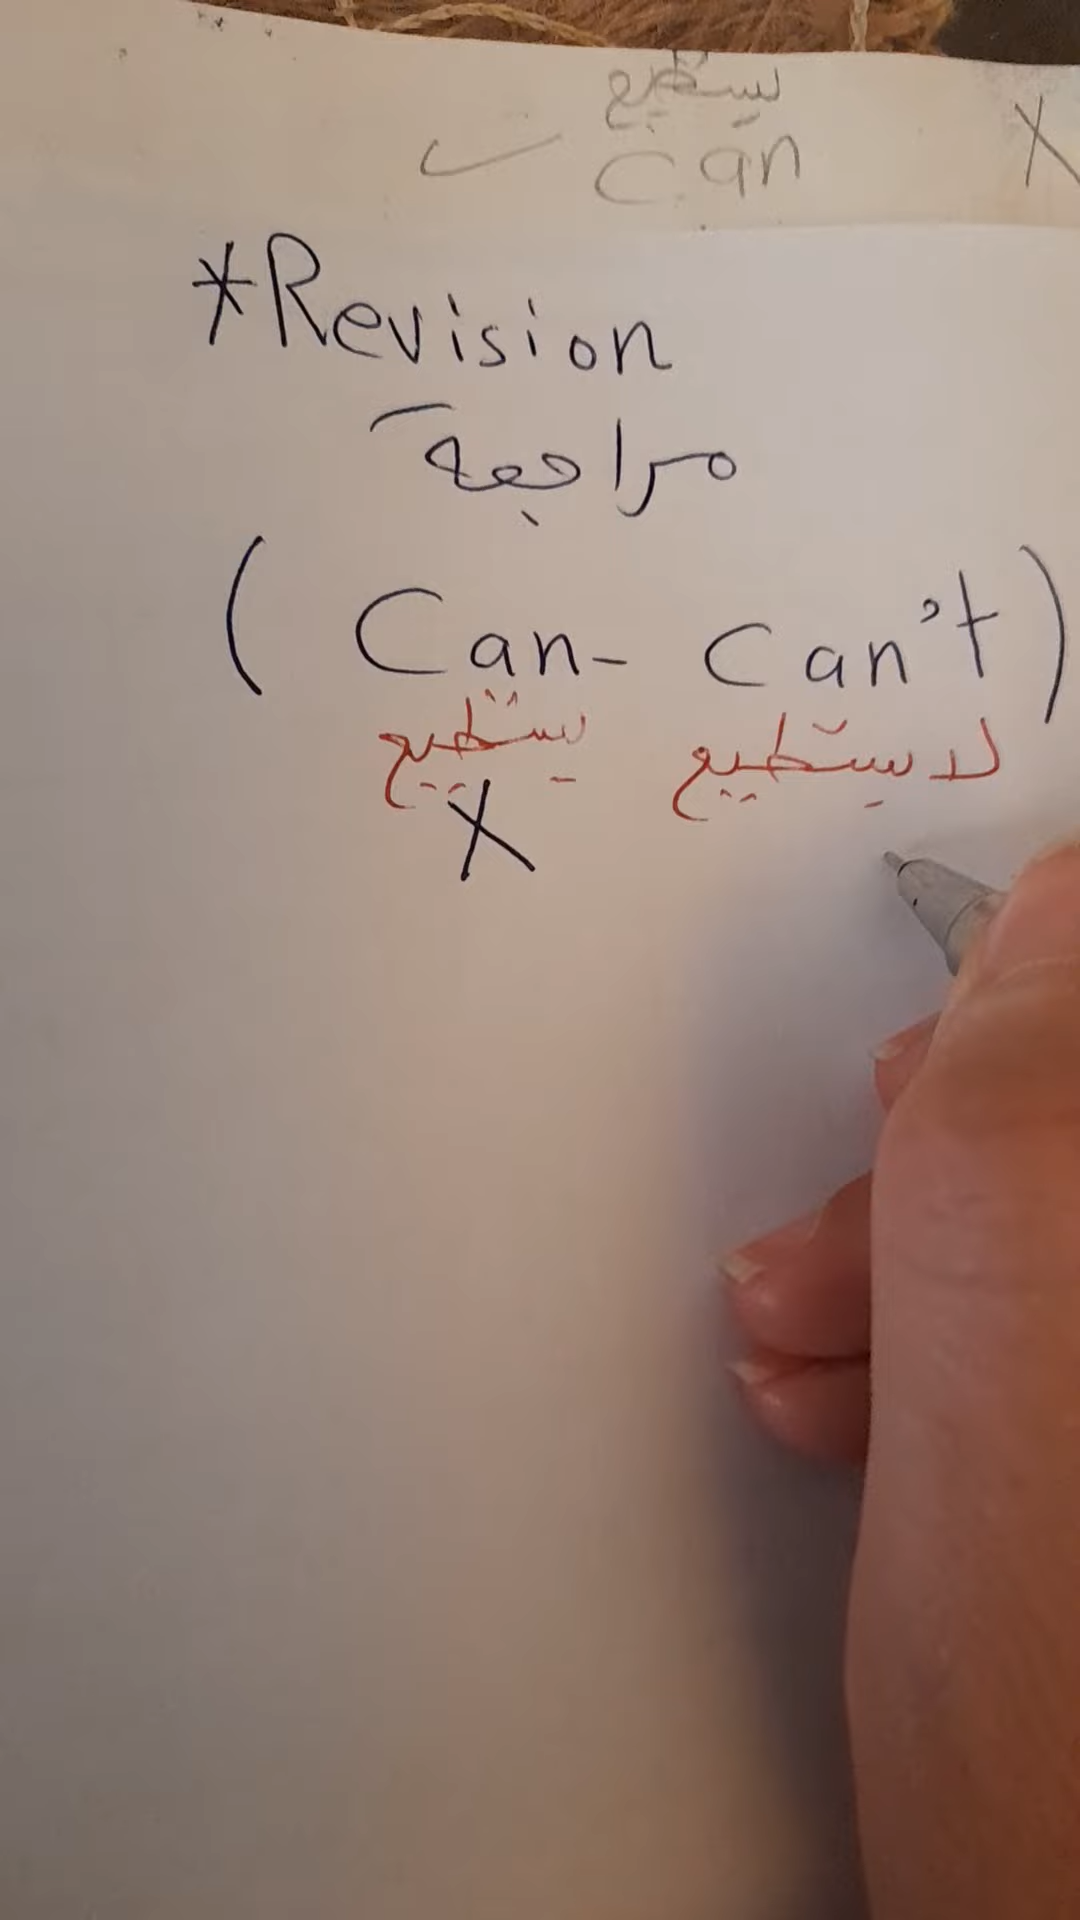 يستطيع
✓ can X
*Revision
مراجعة
( Can - Can't )
يستطيع لا يستطيع
X